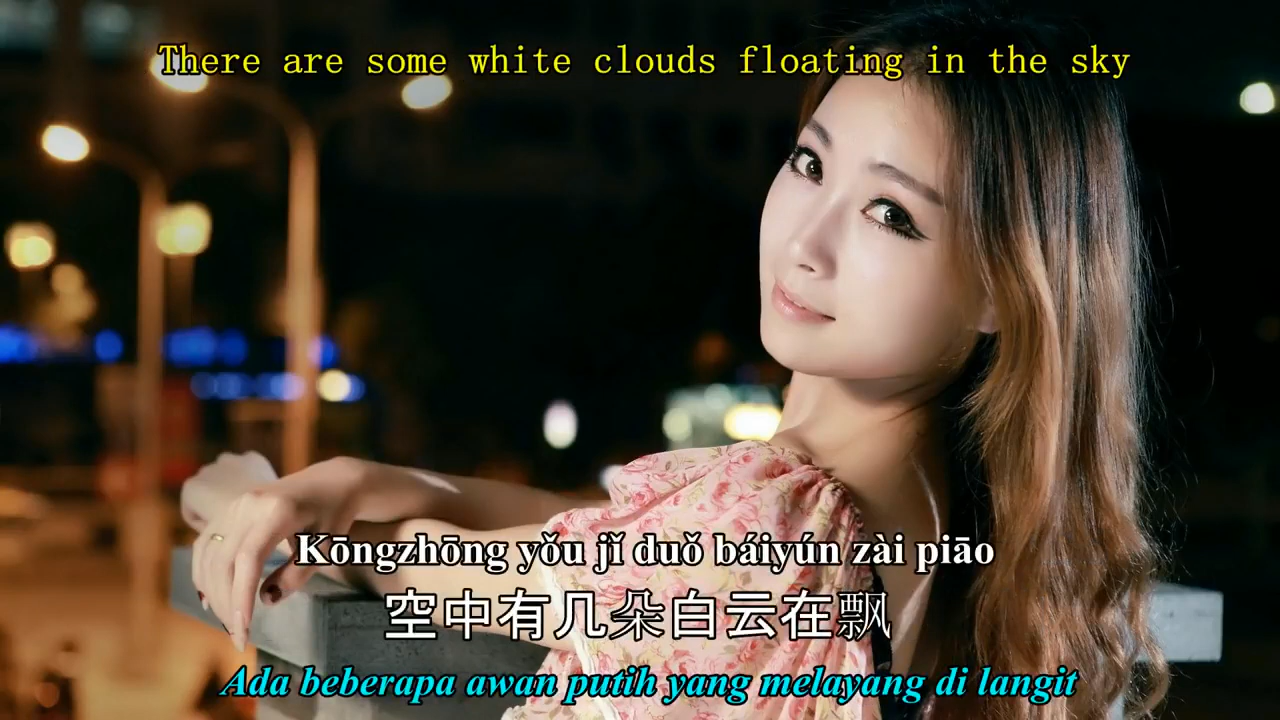 There are some white clouds floating in the sky
Kōngzhōng yǒu jǐ duǒ báiyún zài piāo
空中有几朵白云在飘
Ada beberapa awan putih yang melayang di langit